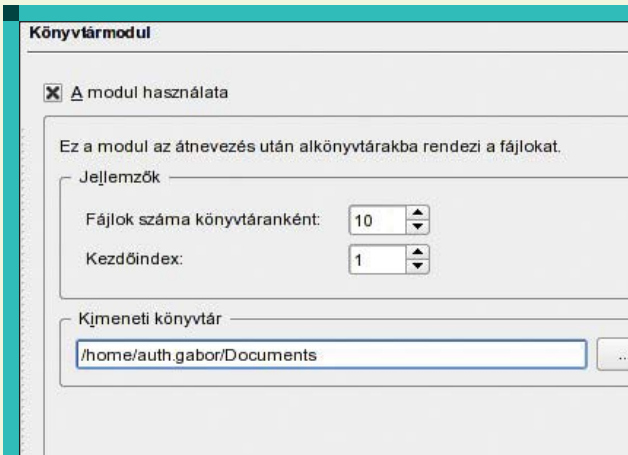 Könyvtármodul
A modul használata
Ez a modul az átnevezés után alkönyvtárakba rendezi a fájlokat.
Jellemzők
Fájlok száma könyvtáranként: 10
Kezdőindex: 1
Kimeneti könyvtár
/home/auth.gabor/Documents
..